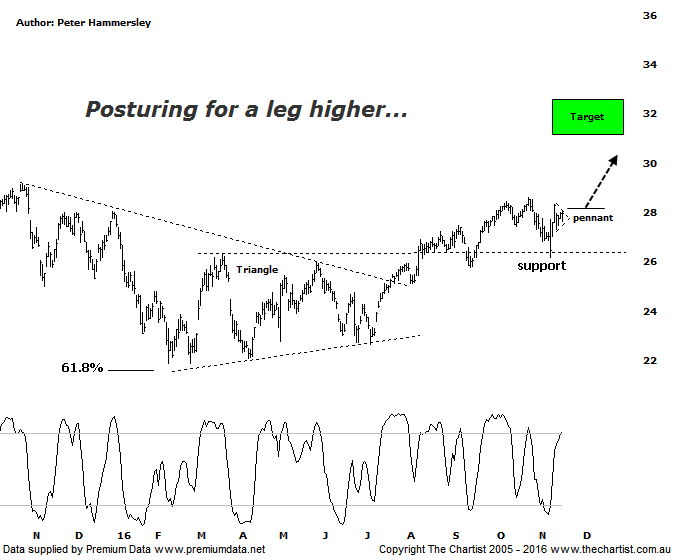 Author: Peter Hammersley
36
34
Posturing for a leg higher...
32
Target
30
28
pennant
26
Triangle
support
24
61.8%
22
N D 16 M A M J J A S O N D
Data supplied by Premium Data www.premiumdata.net
Copyright The Chartist 2005 - 2016 www.thechartist.com.au